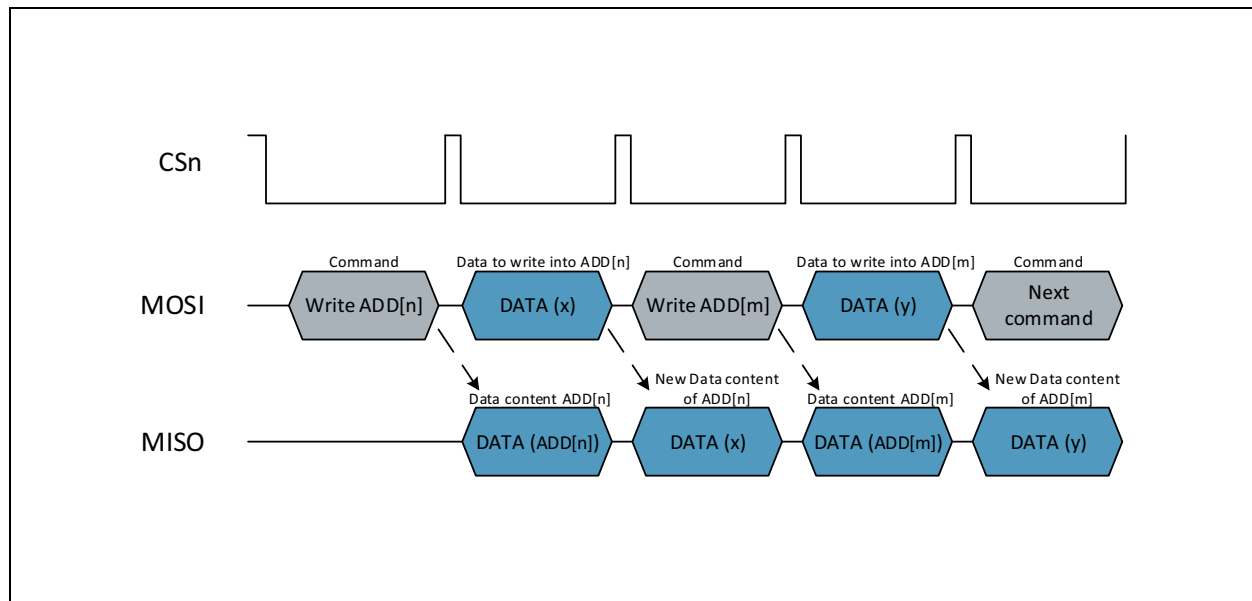 CSn
Command
Data to write into ADD[n]
Command
Data to write into ADD[m]
Command
MOSI
Write ADD[n]
DATA (x)
Write ADD[m]
DATA (y)
Next
command
Data content ADD[n]
New Data content
of ADD[n]
Data content ADD[m]
New Data content
of ADD[m]
MISO
DATA (ADD[n])
DATA (x)
DATA (ADD[m])
DATA (y)